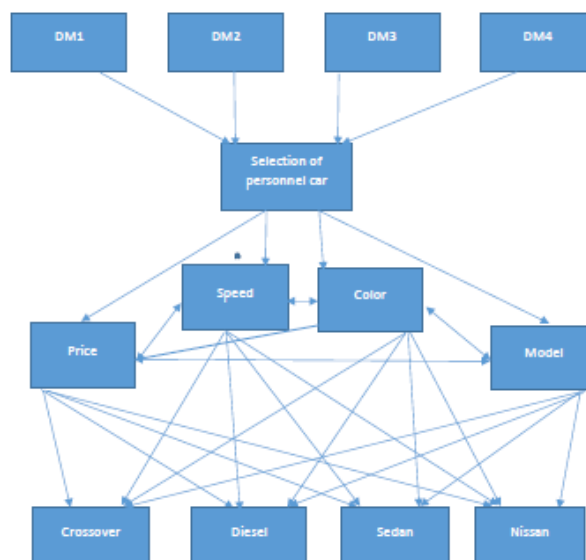 DM1
DM2
DM3
DM4
Selection of
personnel car
Speed
Color
Price
Model
Crossover
Diesel
Sedan
Nissan